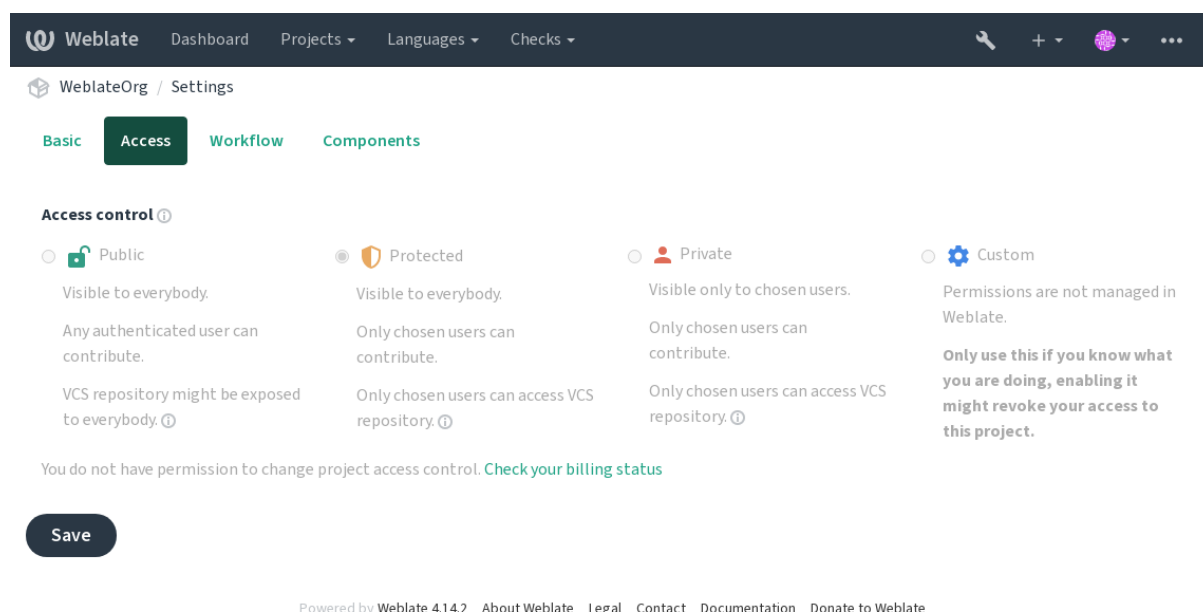 Weblate Dashboard Projects Languages Checks
WeblateOrg / Settings
Basic Access Workflow Components
Access control
Public
Visible to everybody.
Any authenticated user can
contribute.
VCS repository might be exposed
to everybody.
Protected
Visible to everybody.
Only chosen users can
contribute.
Only chosen users can access VCS
repository.
Private
Visible only to chosen users.
Only chosen users can
contribute.
Only chosen users can access VCS
repository.
Custom
Permissions are not managed in
Weblate.
Only use this if you know what
you are doing, enabling it
might revoke your access to
this project.
You do not have permission to change project access control. Check your billing status
Save
Powered by Weblate 4.14.2 About Weblate Legal Contact Documentation Donate to Weblate